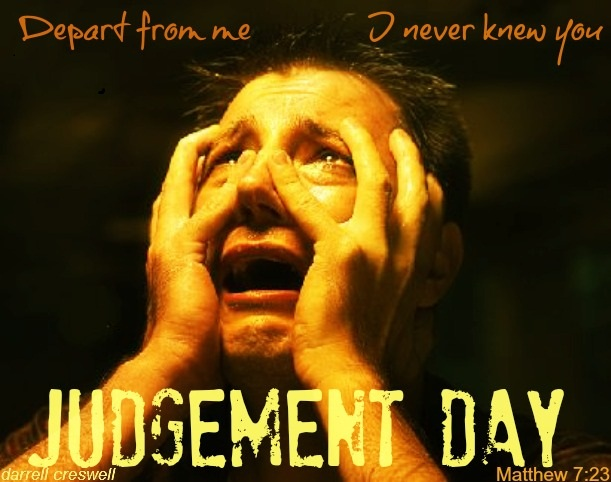 Depart from me I never knew you
JUDGEMENT DAY
darrell creswell Matthew 7:23